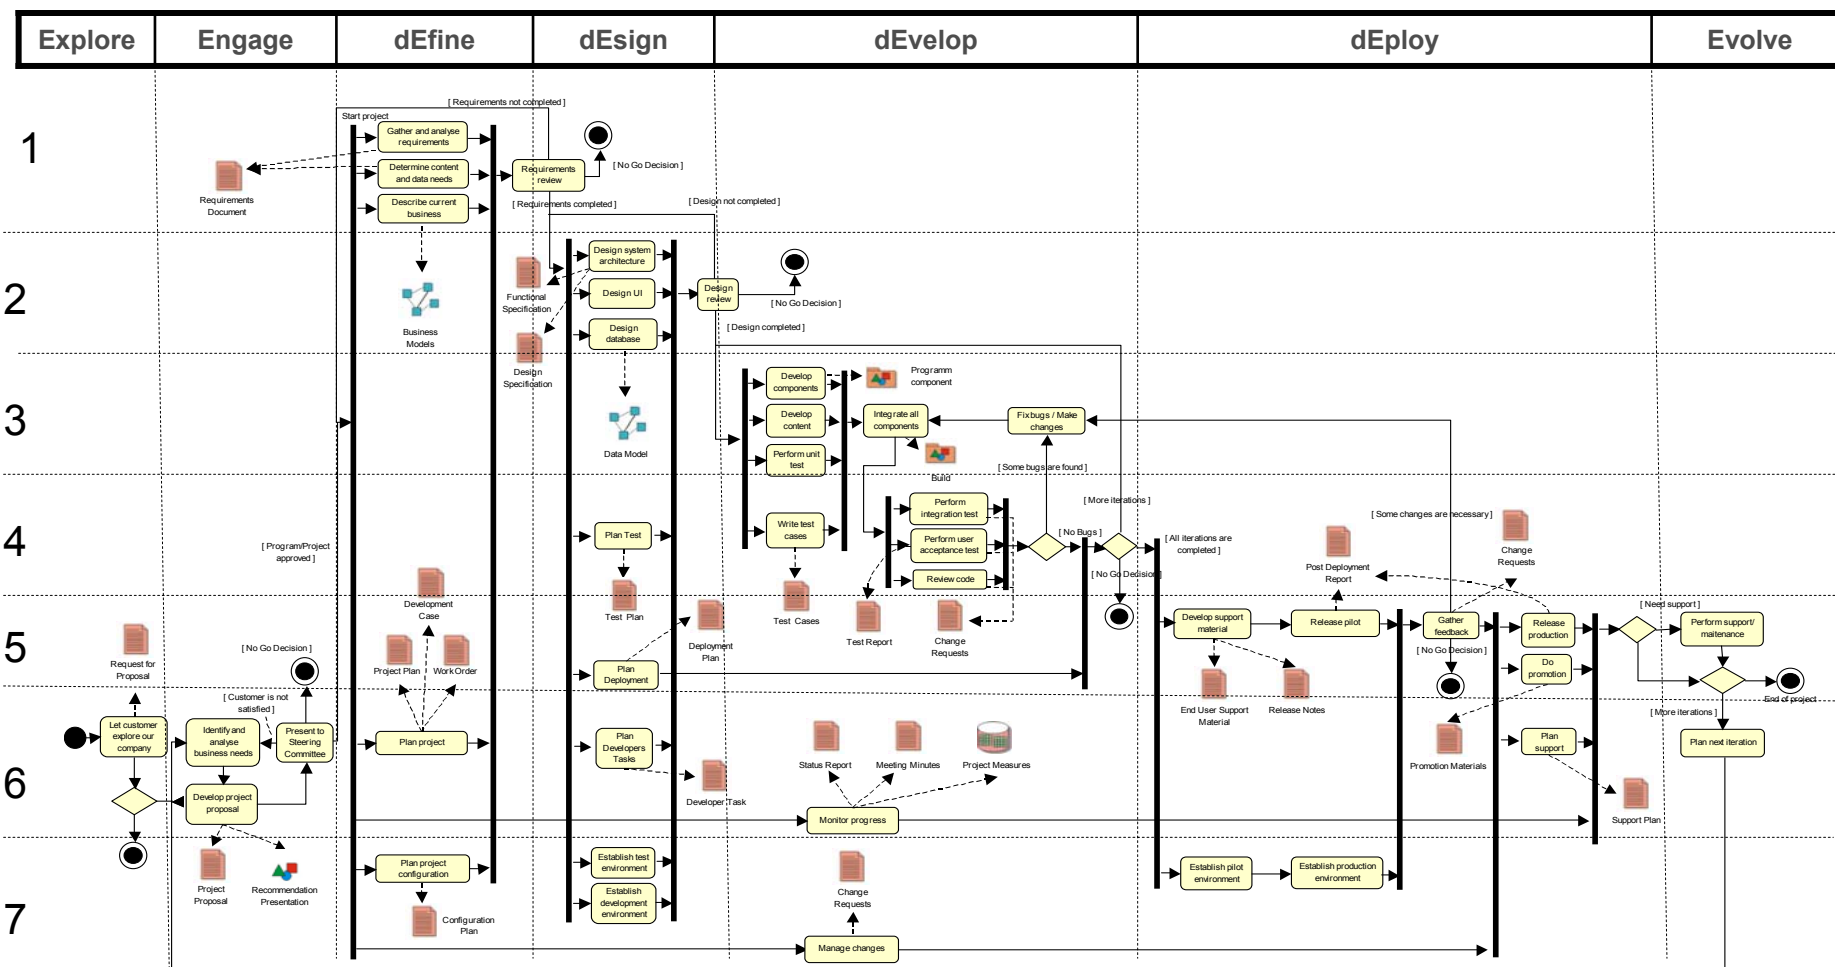 Explore
Engage
dEfine
dEsign
dEvelop
dEploy
Evolve
1
[ Requirements not completed ]
Start project
Gather and analyse
requirements
Determine content
and data needs
Describe current
business
Requirements
Document
Requirements
review
[ No Go Decision ]
[ Requirements completed ]
[ Design not completed ]
2
Business
Models
Functional
Specification
Design
Specification
Design system
architecture
Design UI
Design
database
Design
review
[ No Go Decision ]
[ Design completed ]
3
Data Model
Develop
components
Develop
content
Perform unit
test
Programm
component
Integrate all
components
Build
Fixbugs / Make
changes
[ Some bugs are found ]
4
[ Program/Project
approved ]
Development
Case
Plan Test
Test Plan
Write test
cases
Test Cases
Perform
integration test
Perform user
acceptance test
Review code
[ No Bugs ]
[ More iterations ]
[ No Go Decision]
[ All iterations are
completed ]
Post Deployment
Report
[ Some changes are necessary ]
Change
Requests
5
Request for
Proposal
[ No Go Decision ]
Project Plan
WorkOrder
Plan
Deployment
Deployment
Plan
Test Report
Change
Requests
Develop support
material
Release pilot
Gather
feedback
[ No Go Decision]
Release
production
Do
promotion
[ Need support ]
Perform support/
maitenance
End of project
6
Let customer
explore our
company
[ Customer is not
satisfied ]
Identify and
analyse
business needs
Present to
Steering
Committee
Develop project
proposal
Plan project
Plan
Developers
Tasks
Developer Task
Status Report
Meeting Minutes
Project Measures
Monitor progress
End User Support
Material
Release Notes
Promotion Materials
Plan
support
Support Plan
[ More iterations ]
Plan next iteration
7
Project
Proposal
Recommendation
Presentation
Plan project
configuration
Configuration
Plan
Establish test
environment
Establish
development
environment
Change
Requests
Manage changes
Establish pilot
environment
Establish production
environment